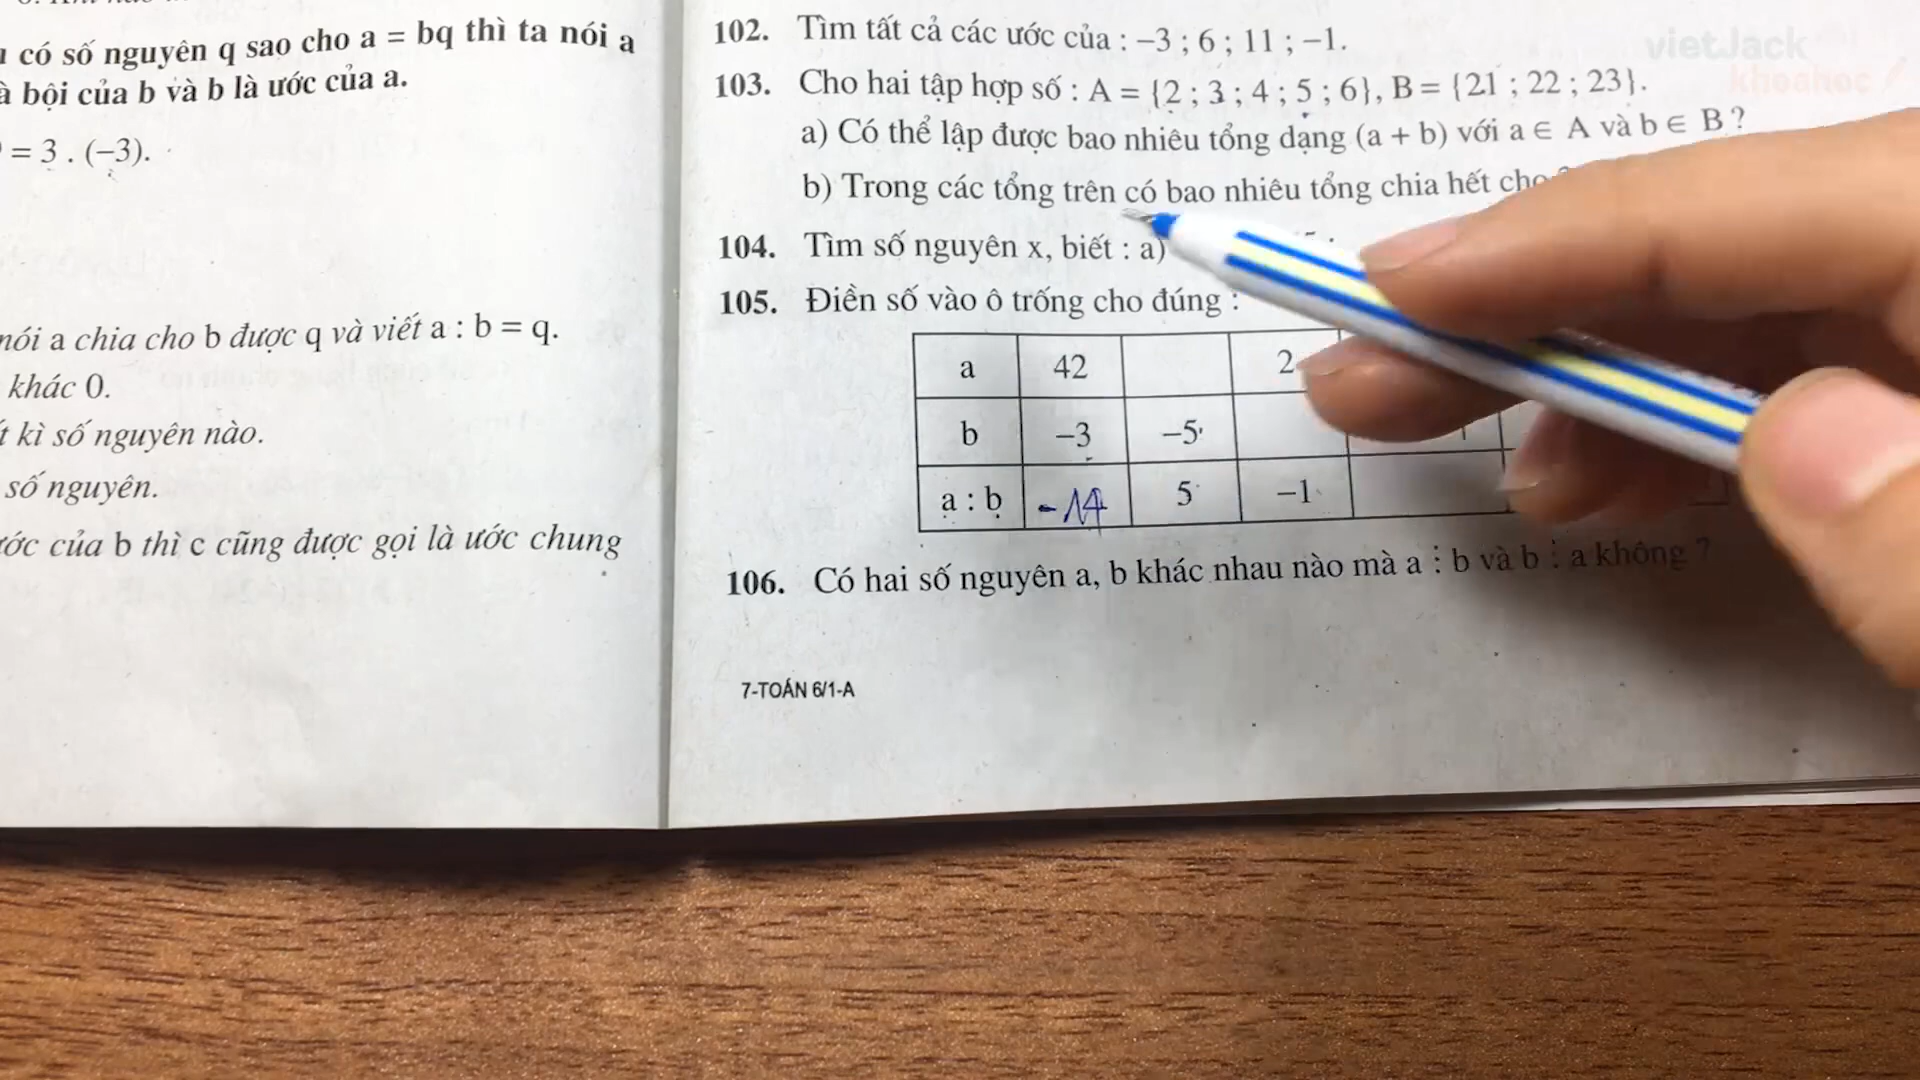 có số nguyên q sao cho a = bq thì ta nói a
bội của b và b là ước của a.
= 3 . (−3).
nói a chia cho b được q và viết a : b = q.
khác 0.
kì số nguyên nào.
số nguyên.
của b thì c cũng được gọi là ước chung
102. Tìm tất cả các ước của : −3 ; 6 ; 11 ; −1.
103. Cho hai tập hợp số : A = {2 ; 3 ; 4 ; 5 ; 6}, B = {21 ; 22 ; 23}.
a) Có thể lập được bao nhiêu tổng dạng (a + b) với a ∈ A và b ∈ B ?
b) Trong các tổng trên có bao nhiêu tổng chia hết cho
104. Tìm số nguyên x, biết : a)
105. Điền số vào ô trống cho đúng :
a 42 2
b −3 −5
a : b -14 5 −1
106. Có hai số nguyên a, b khác nhau nào mà a ⋮ b và b ⋮ a không ?
7-TOÁN 6/1-A
vietJack
khoahoc